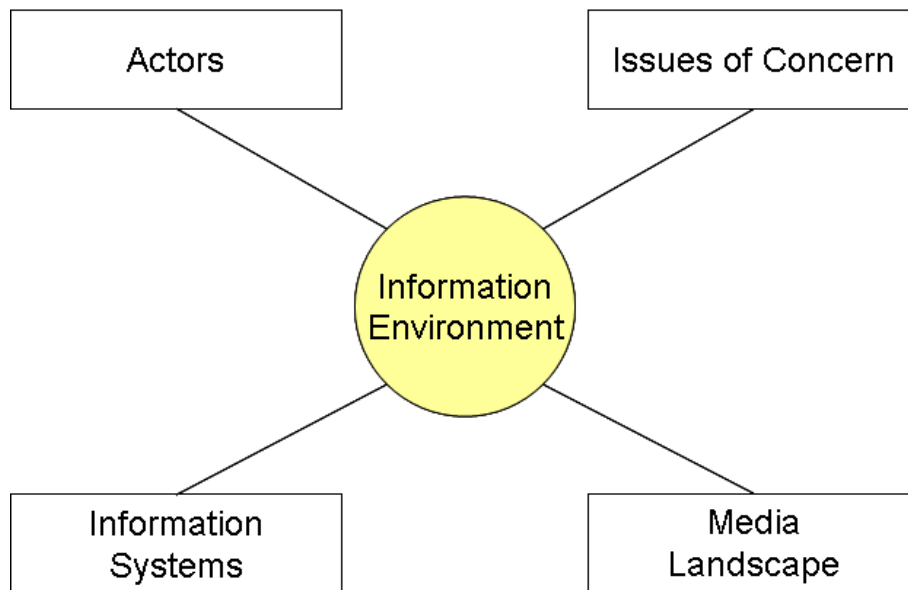 Actors
Issues of Concern
Information
Environment
Information
Systems
Media
Landscape